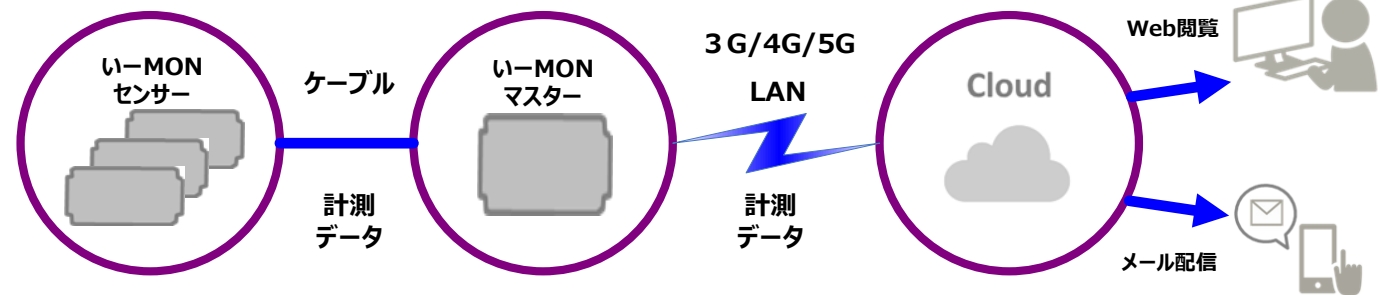 いーMON
センサー
ケーブル
計測
データ
いーMON
マスター
３G/4G/5G
LAN
計測
データ
Cloud
Web閲覧
メール配信